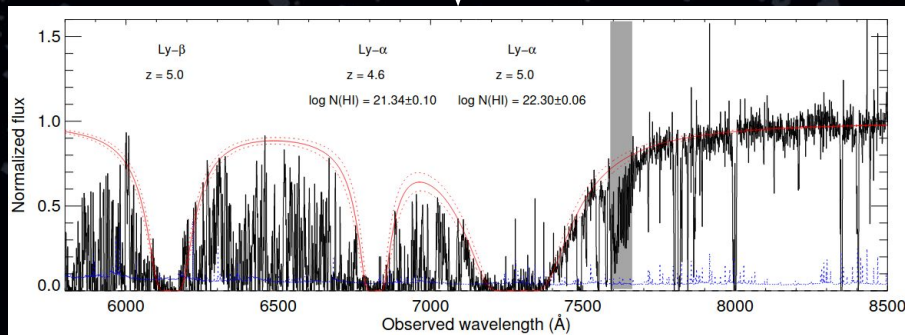 Normalized flux
1.5
1.0
0.5
0.0
Ly-β
z = 5.0
Ly-α
z = 4.6
log N(HI) = 21.34±0.10
Ly-α
z = 5.0
log N(HI) = 22.30±0.06
6000 6500 7000 7500 8000 8500
Observed wavelength (Å)